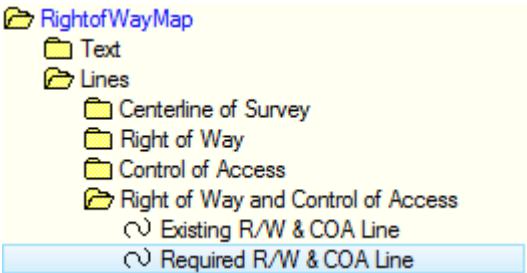 RightofWayMap
Text
Lines
Centerline of Survey
Right of Way
Control of Access
Right of Way and Control of Access
Existing R/W & COA Line
Required R/W & COA Line